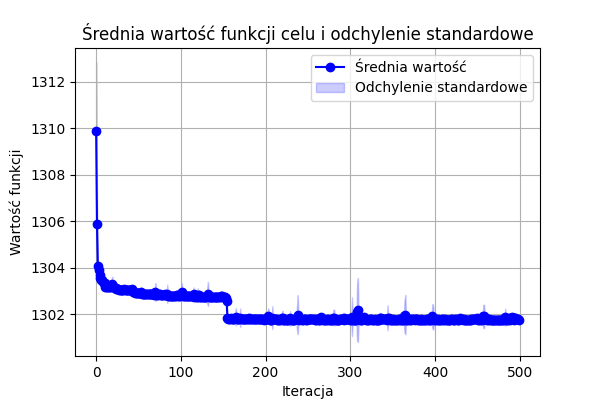 Średnia wartość funkcji celu i odchylenie standardowe
Średnia wartość
Odchylenie standardowe
Wartość funkcji
1312
1310
1308
1306
1304
1302
0 100 200 300 400 500
Iteracja